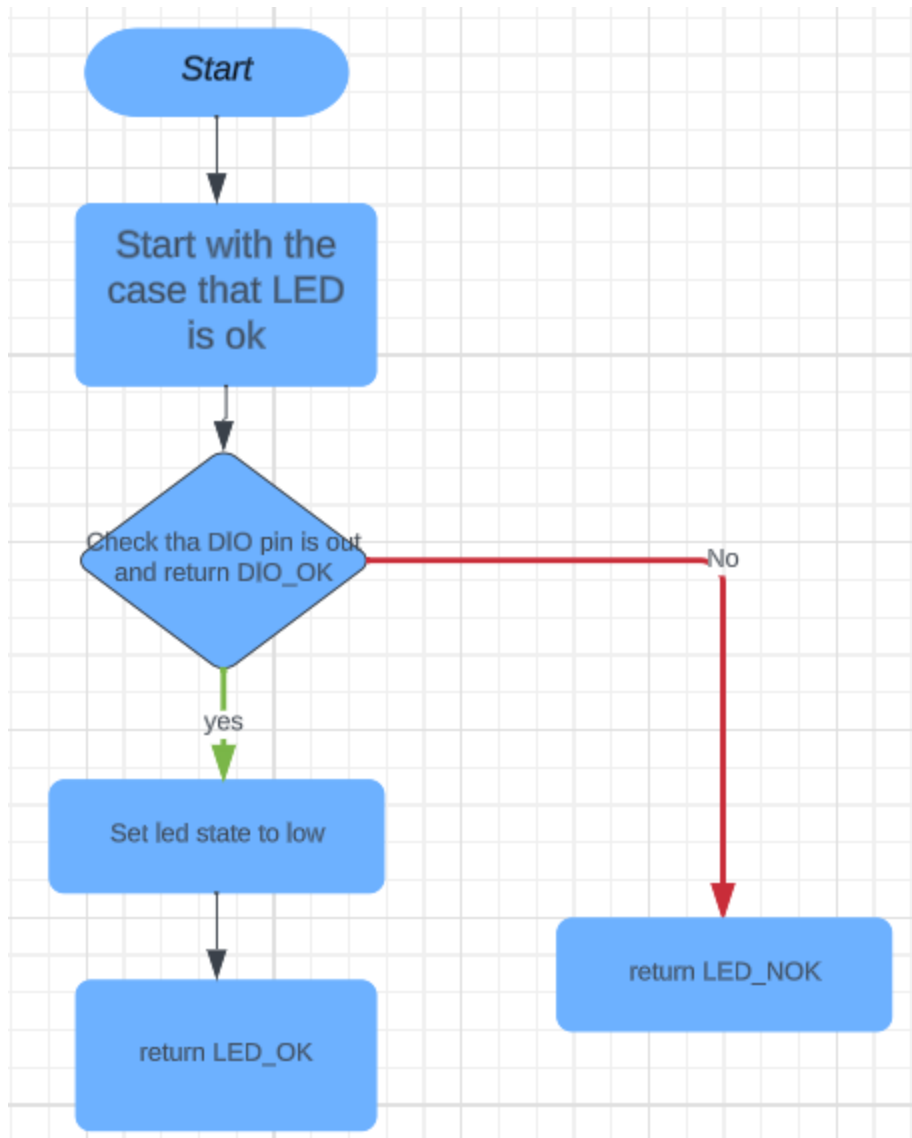 Start
Start with the
case that LED
is ok
Check tha DIO pin is out
and return DIO_OK
No
yes
Set led state to low
return LED_NOK
return LED_OK